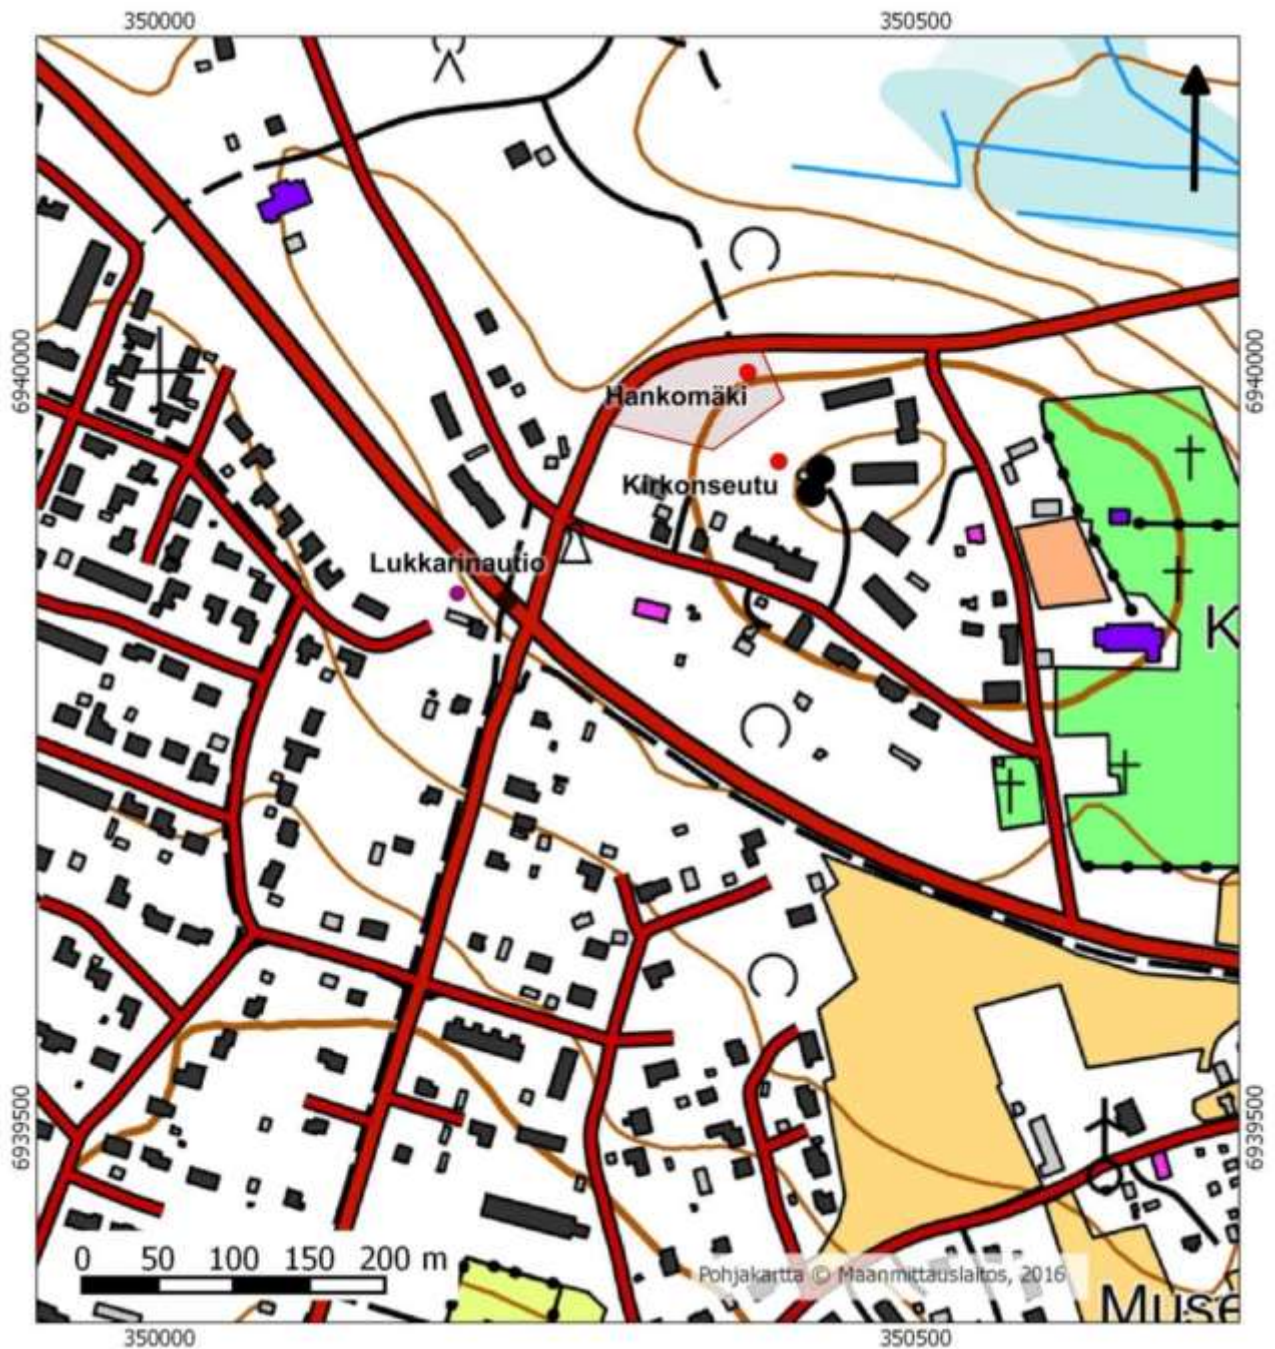 350000
350500
6940000
6940000
Hankomäki
Kirkonseutu
Lukkarinautio
K
6939500
6939500
0 50 100 150 200 m
Pohjakartta © Maanmittauslaitos, 2016
Muse
350000
350500